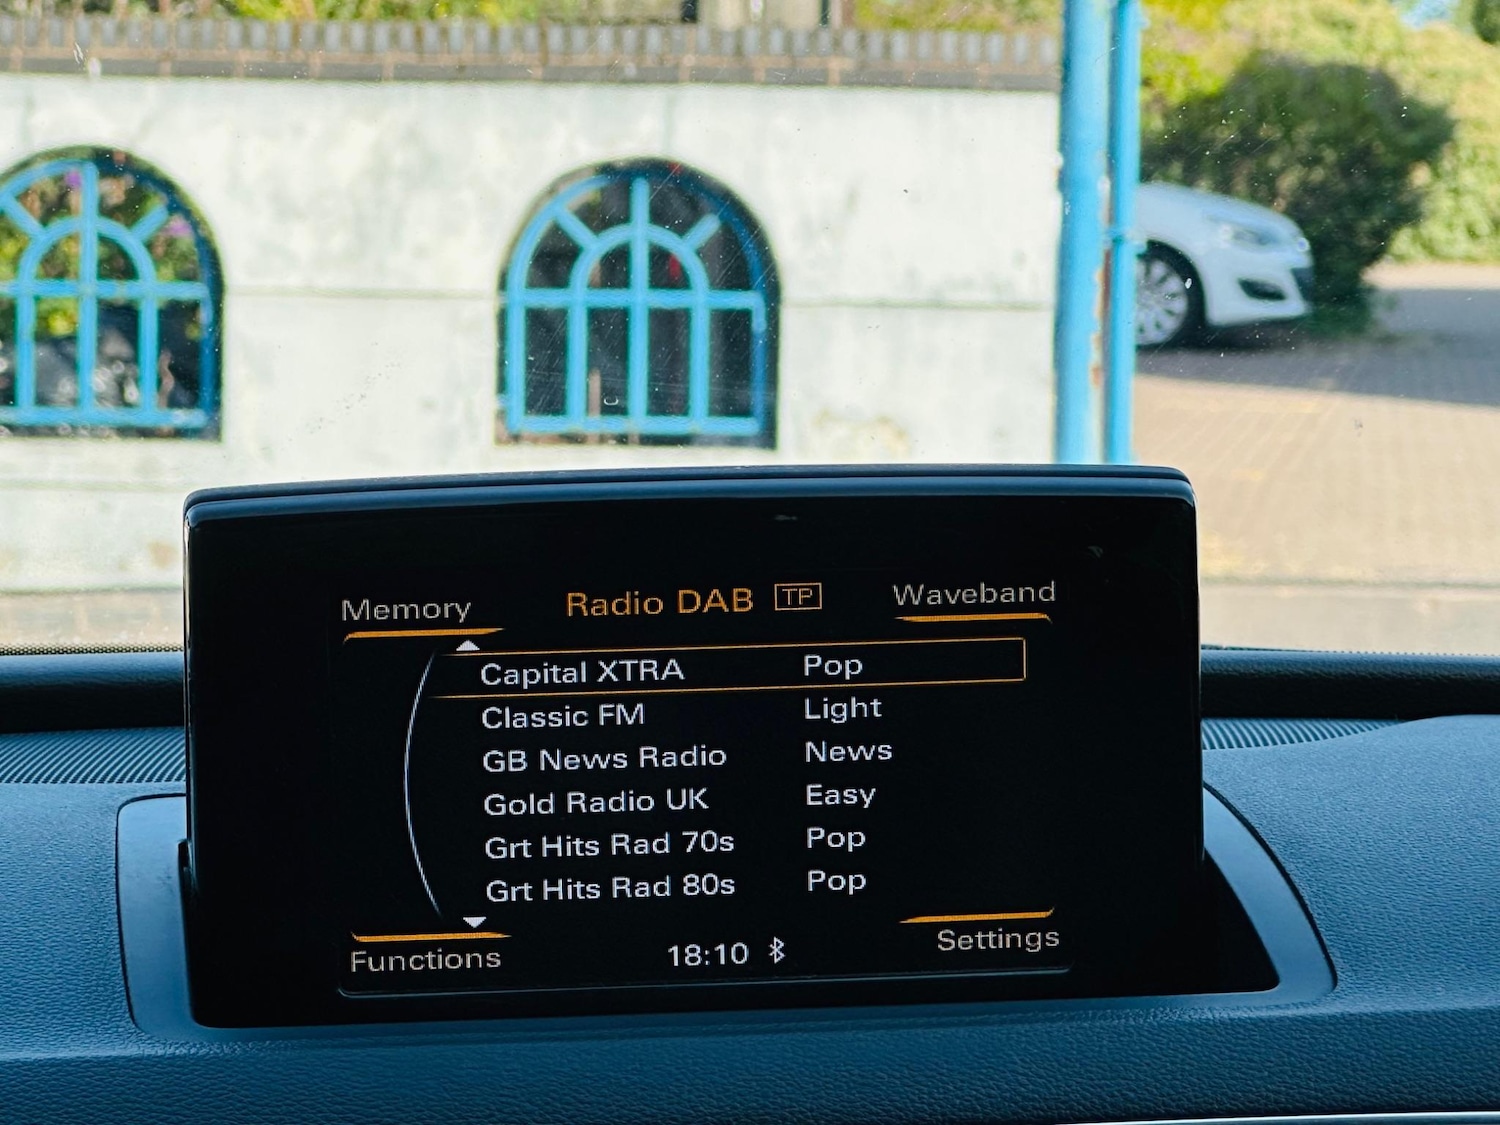 Memory Radio DAB TP Waveband
Capital XTRA Pop
Classic FM Light
GB News Radio News
Gold Radio UK Easy
Grt Hits Rad 70s Pop
Grt Hits Rad 80s Pop
Functions 18:10 Settings